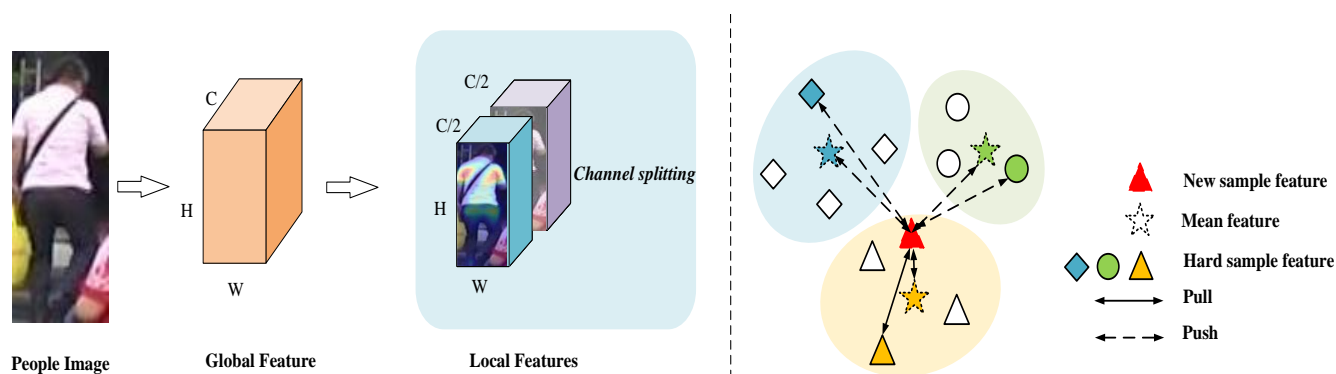 C
H
W
People Image
Global Feature
C/2
C/2
H
W
Channel splitting
Local Features
New sample feature
Mean feature
Hard sample feature
Pull
Push